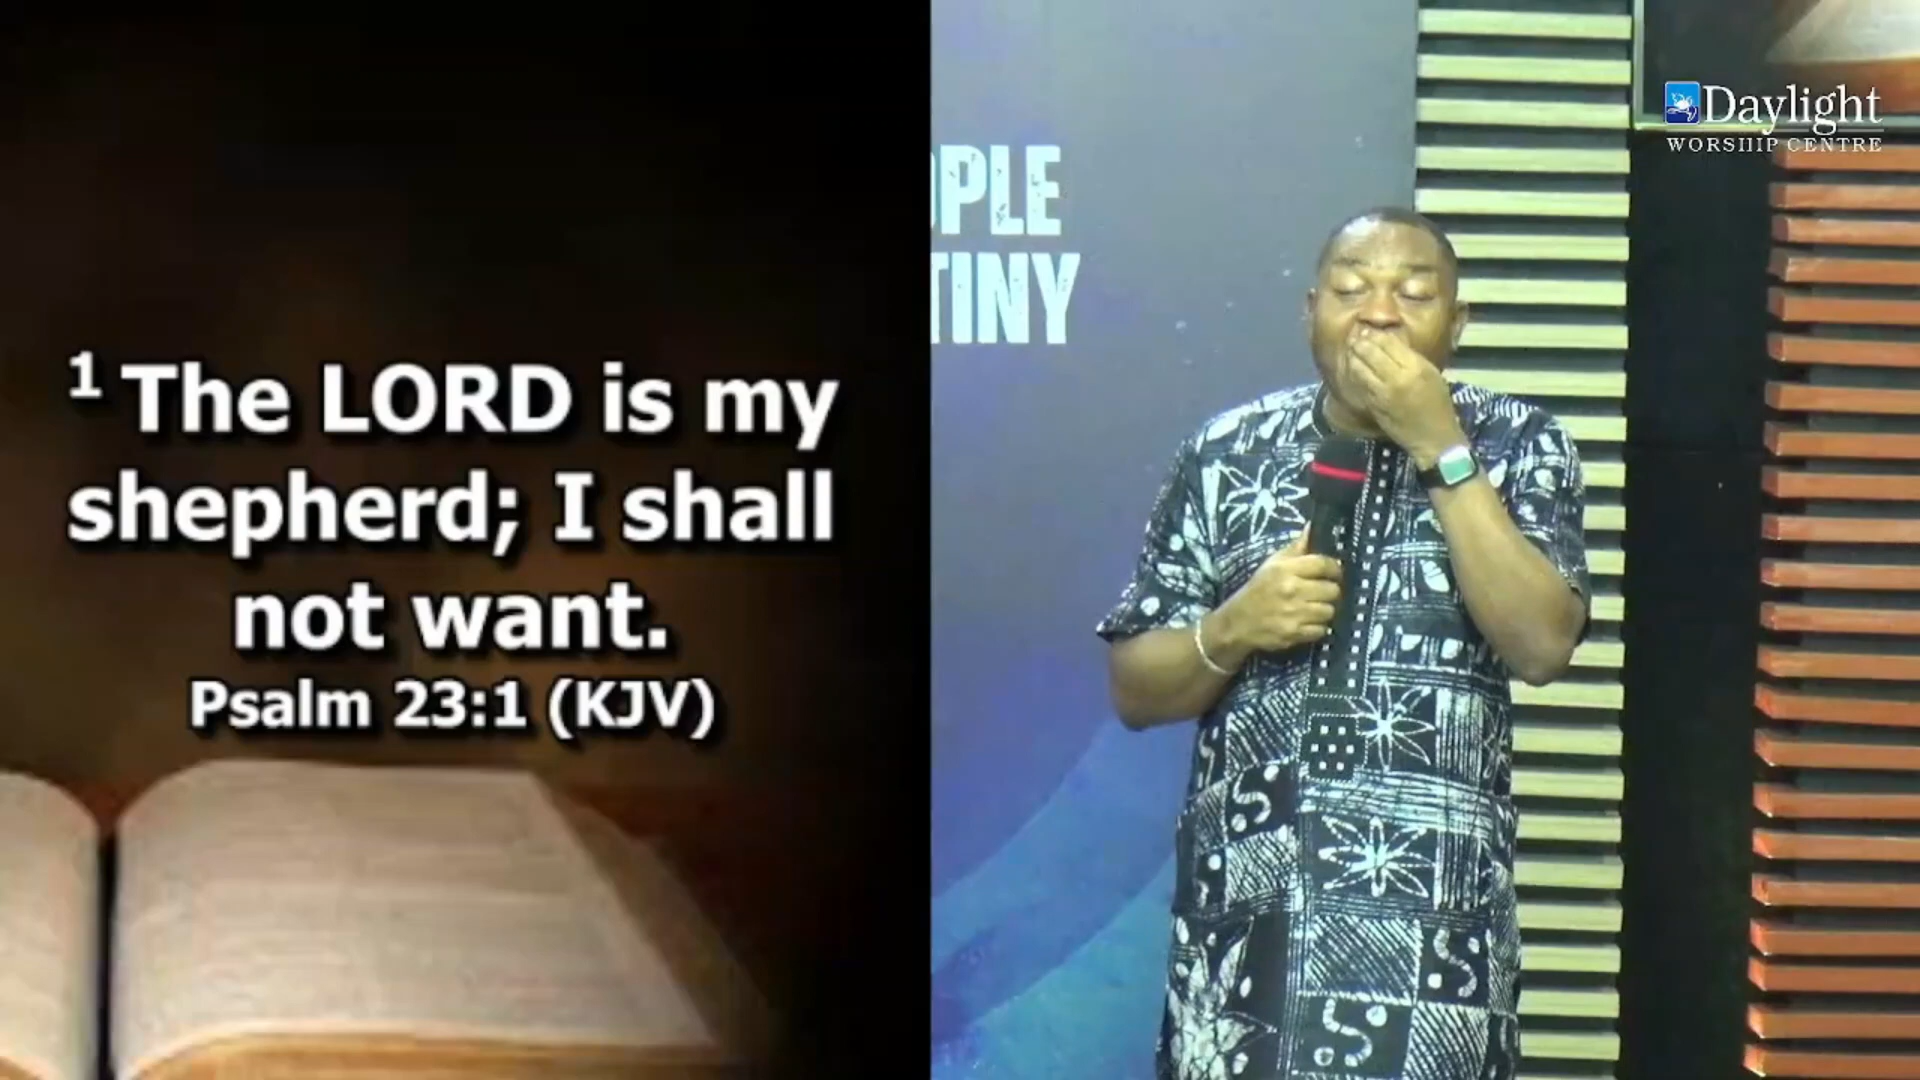 1 The LORD is my
shepherd; I shall
not want.
Psalm 23:1 (KJV)
OPLE
TINY
Daylight
WORSHIP CENTRE